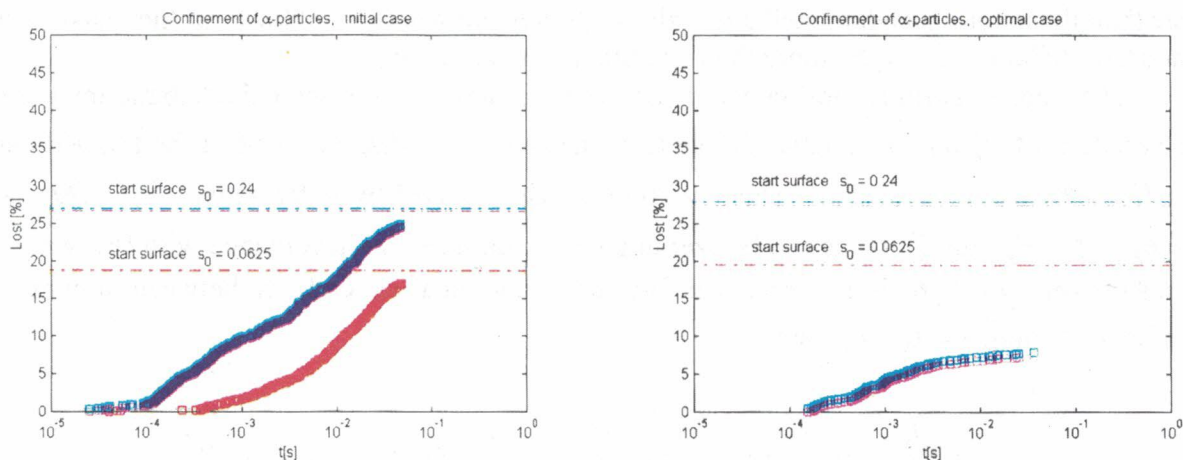 Confinement of α-particles, initial case
50
45
40
35
30
25
20
15
10
5
0
Lost [%]
start surface s₀ = 0.24
start surface s₀ = 0.0625
10⁻⁵ 10⁻⁴ 10⁻³ 10⁻² 10⁻¹ 10⁰
t[s]
Confinement of α-particles, optimal case
50
45
40
35
30
25
20
15
10
5
0
Lost [%]
start surface s₀ = 0.24
start surface s₀ = 0.0625
10⁻⁵ 10⁻⁴ 10⁻³ 10⁻² 10⁻¹ 10⁰
t[s]